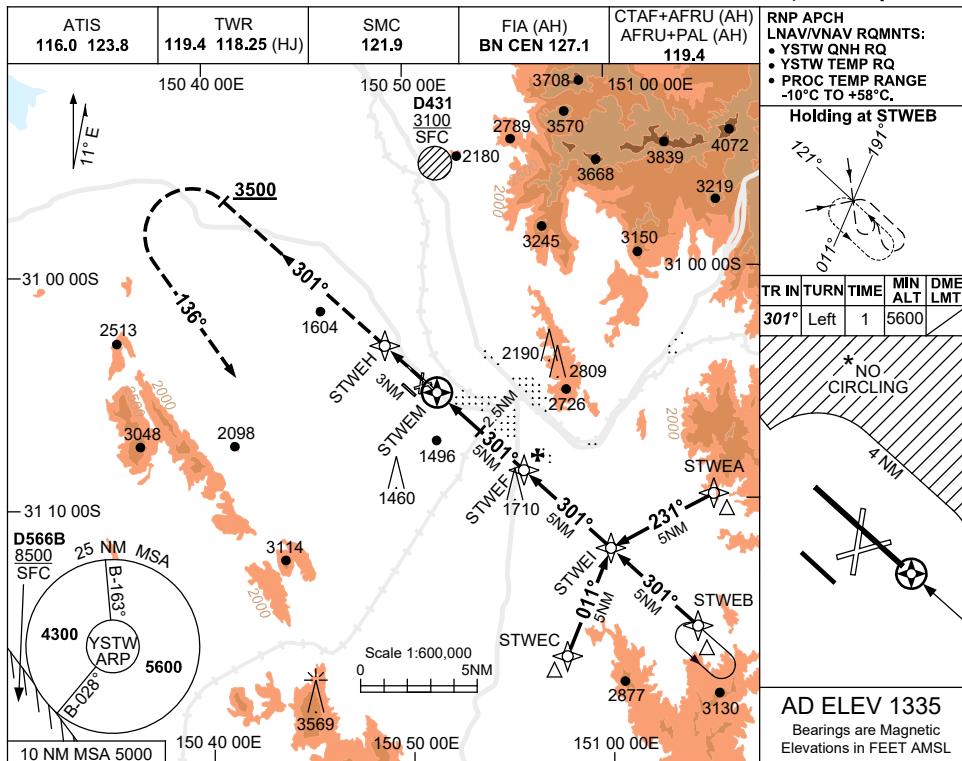 ATIS
116.0 123.8
TWR
119.4 118.25 (HJ)
SMC
121.9
FIA (AH)
BN CEN 127.1
CTAF+AFRU (AH)
AFRU+PAL (AH)
119.4
RNP APCH
LNAV/VNAV RQMNTS:
• YSTW QNH RQ
• YSTW TEMP RQ
• PROC TEMP RANGE
-10°C TO +58°C.
Holding at STWEB
121°
191°
011°
TR IN TURN TIME MIN ALT DME LMT
301° Left 1 5600
*NO
CIRCLING
4 NM
AD ELEV 1335
Bearings are Magnetic
Elevations in FEET AMSL
150 40 00E
150 50 00E
151 00 00E
11° E
D431
3100
SFC
2180
2789
3708
3570
3668
3839
4072
3219
3245
3150
2000
3500
301°
136°
31 00 00S
31 00 00S
1604
2513
STWEH
3NM
STWEM
2190
2809
2726
2000
2000
2500
3048
2098
1496
1460
2.5NM
301°
5NM
STWEF
1710
STWEA
231°
5NM
301°
5NM
STWEI
31 10 00S
D566B
8500
SFC
25 NM MSA
B-163°
4300
YSTW
ARP
5600
B-028°
10 NM MSA 5000
3114
2000
011°
5NM
301°
5NM
STWEB
STWEC
Scale 1:600,000
0 5NM
3569
2877
3130
150 40 00E
150 50 00E
151 00 00E